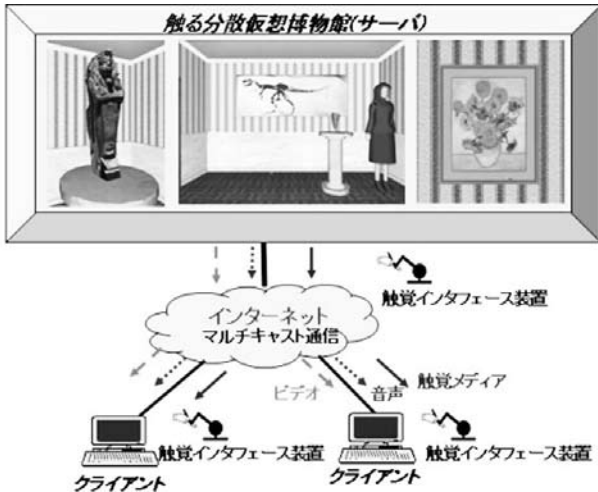 触る分散仮想博物館(サーバ)
触覚インタフェース装置
インターネット
マルチキャスト通信
ビデオ
音声
触覚メディア
触覚インタフェース装置
触覚インタフェース装置
クライアント
クライアント